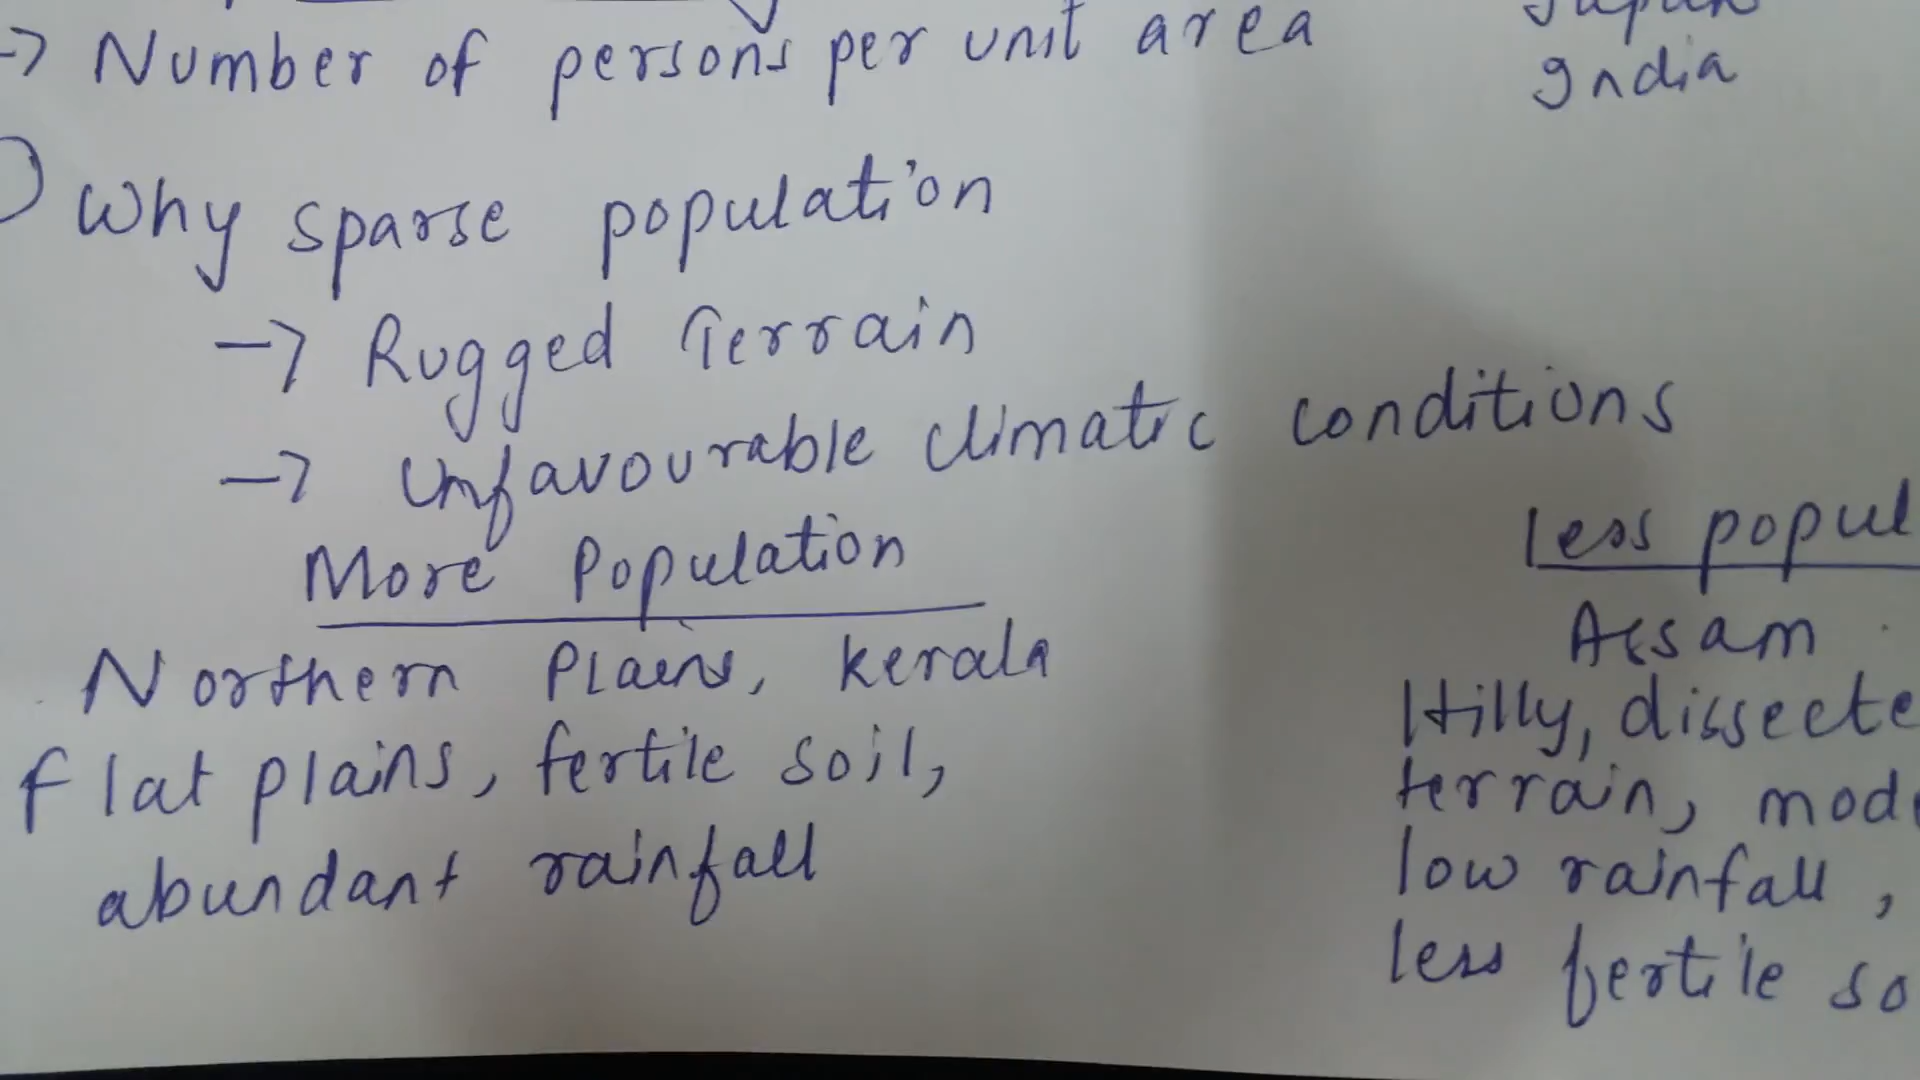 -> Number of persons per unit area
Japan
India
Why sparse population
-> Rugged Terrain
-> Unfavourable climatic conditions
More Population
Northern Plains, kerala
flat plains, fertile soil,
abundant rainfall
less popul
Assam
Hilly, dissecte
terrain, mod
low rainfall,
less fertile so